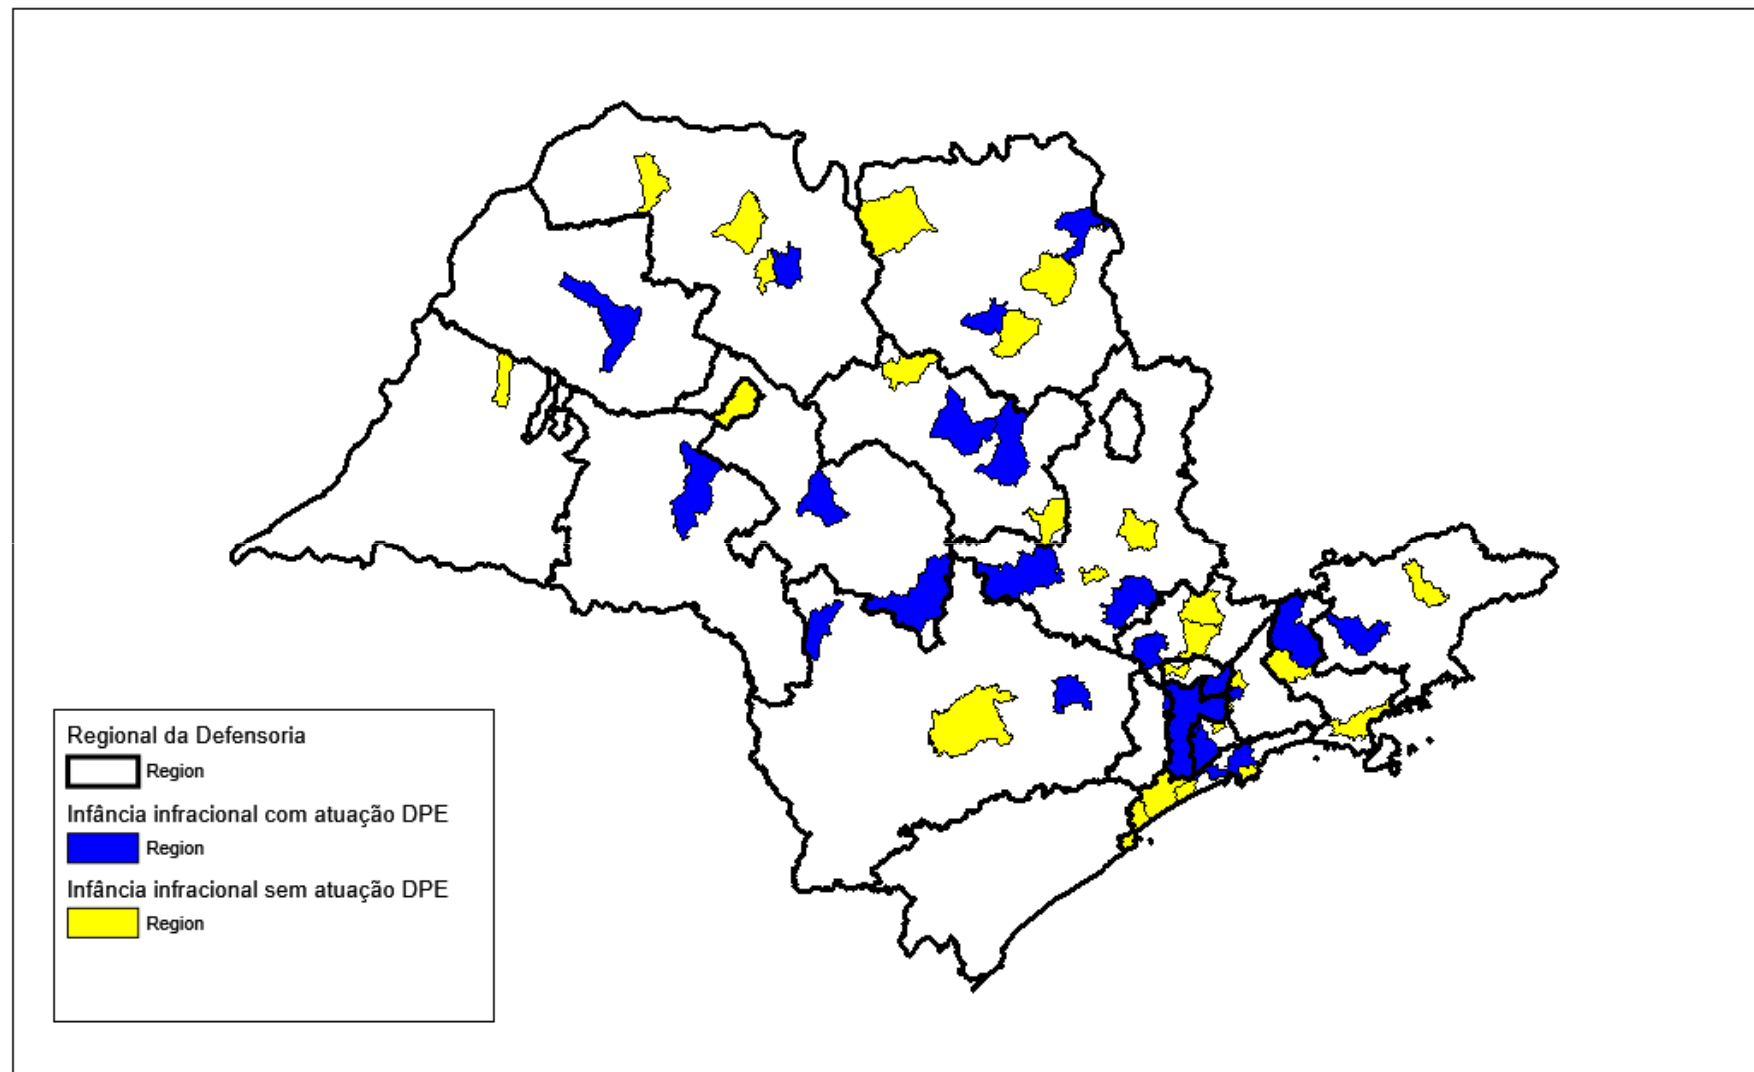 Regional da Defensoria
Region
Infância infracional com atuação DPE
Region
Infância infracional sem atuação DPE
Region